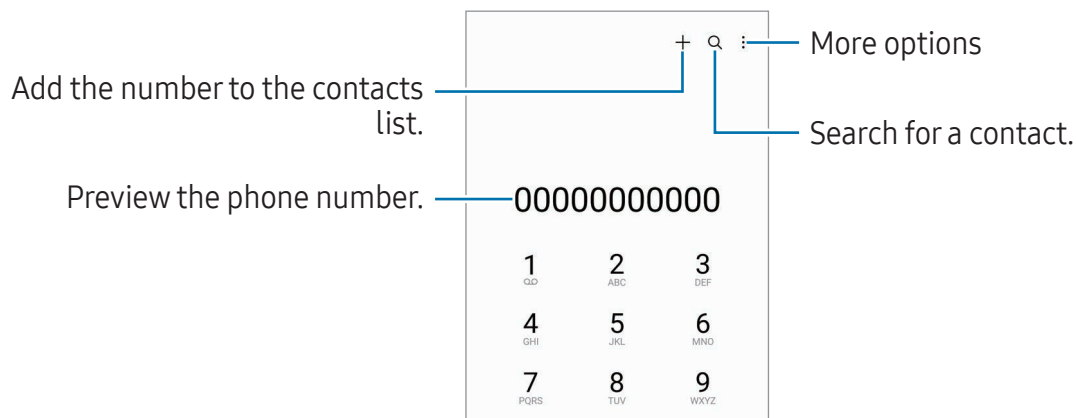 +
More options
Add the number to the contacts
list.
Search for a contact.
Preview the phone number.
00000000000
1 2 3
ABC DEF
4 5 6
GHI JKL MNO
7 8 9
PQRS TUV WXYZ